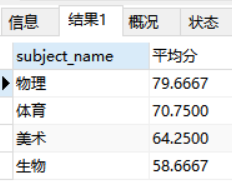 信息 结果1 概况 状态
subject_name 平均分
物理 79.6667
体育 70.7500
美术 64.2500
生物 58.6667